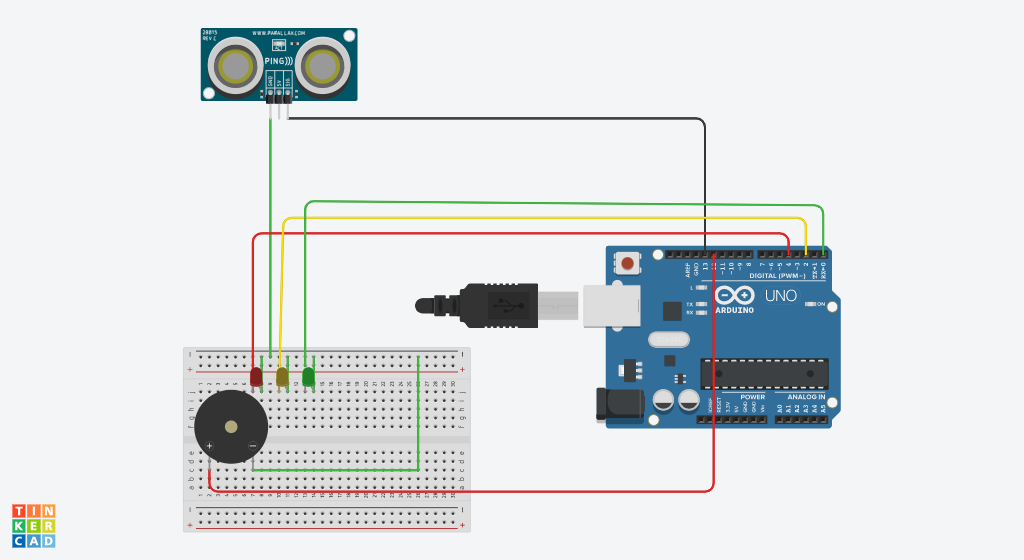 28015
REV C
WWW.PARALLAX.COM
PING)))
GND
5V
SIG
AREF
GND
13
~11
~10
~9
8
7
~6
~5
4
~3
2
TX→1
RX←0
DIGITAL (PWM~)
L
TX
RX
UNO
ARDUINO
ON
POWER
ANALOG IN
IOREF
RESET
3.3V
5V
GND
GND
Vin
A0
A1
A2
A3
A4
A5
TIN
KER
CAD